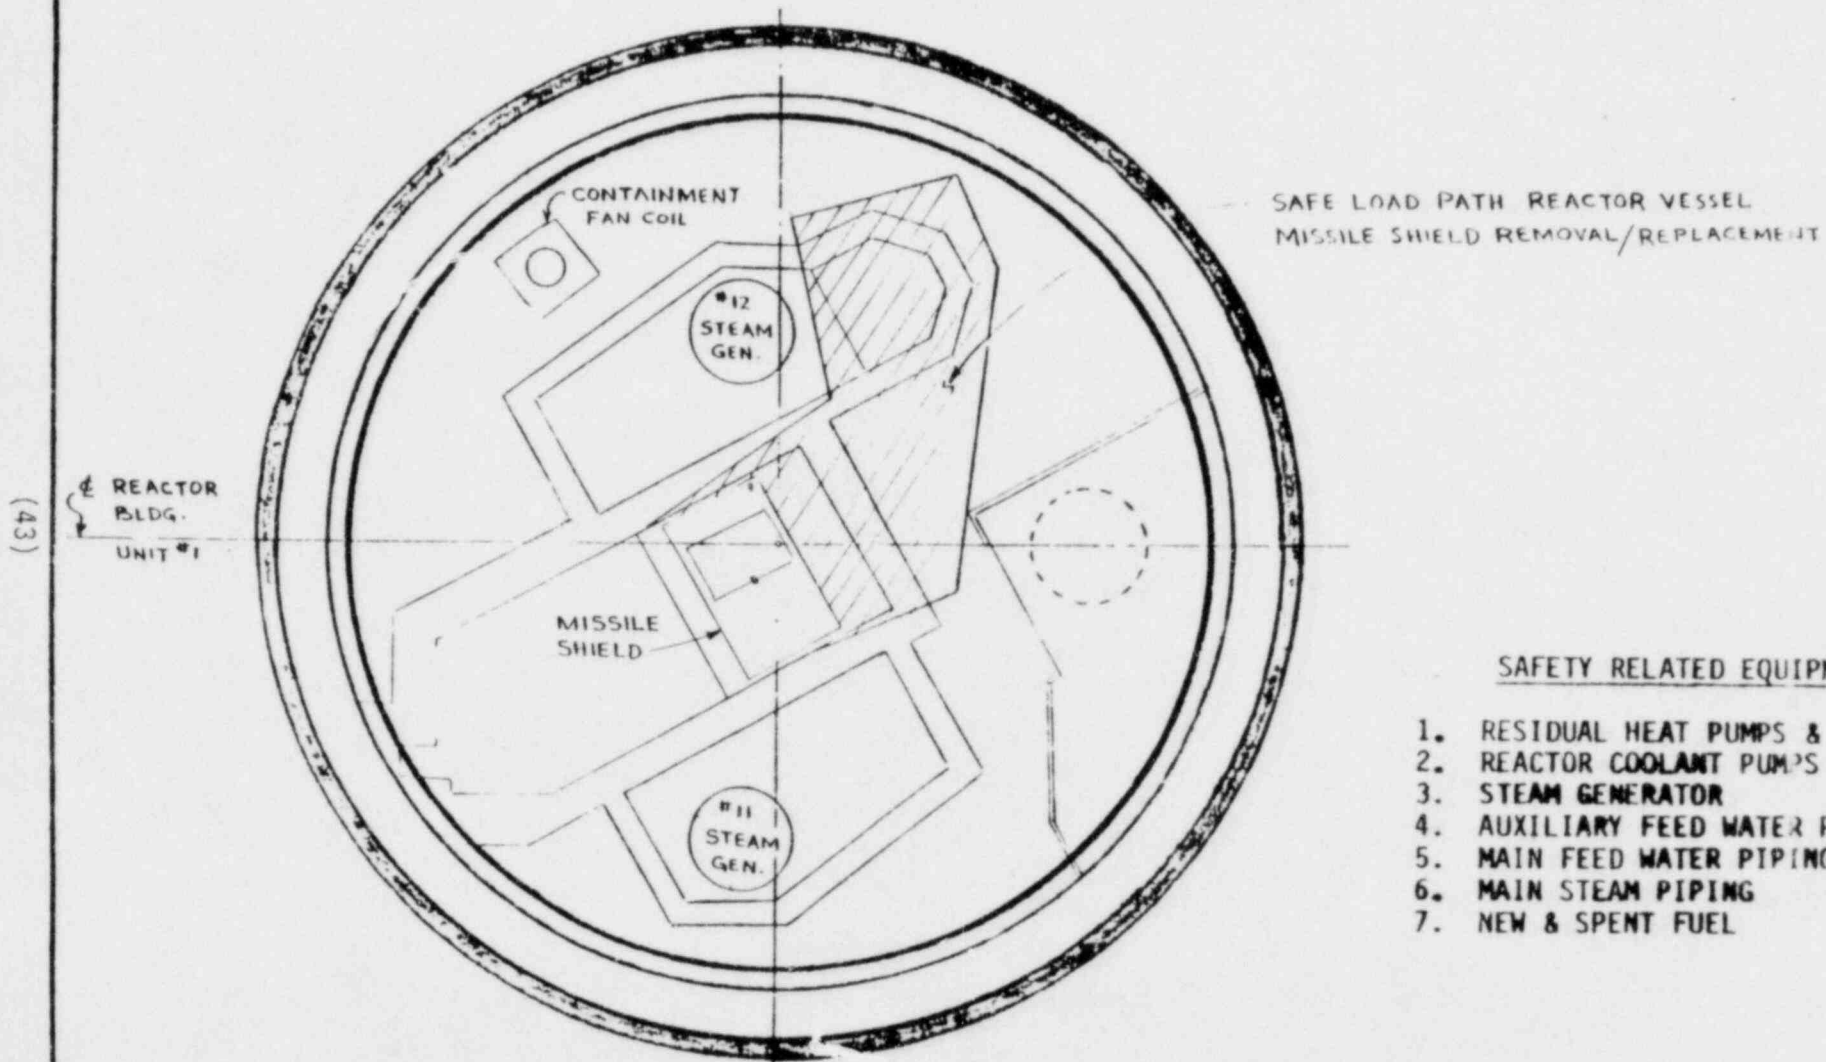 CONTAINMENT
FAN COIL
SAFE LOAD PATH REACTOR VESSEL
MISSILE SHIELD REMOVAL/REPLACEMENT
#12
STEAM
GEN.
℄ REACTOR
BLDG.
UNIT #1
(43)
MISSILE
SHIELD
#11
STEAM
GEN.
SAFETY RELATED
1. RESIDUAL HEAT PUMPS &
2. REACTOR COOLANT PUMPS
3. STEAM GENERATOR
4. AUXILIARY FEED WATER
5. MAIN FEED WATER PIPING
6. MAIN STEAM PIPING
7. NEW & SPENT FUEL